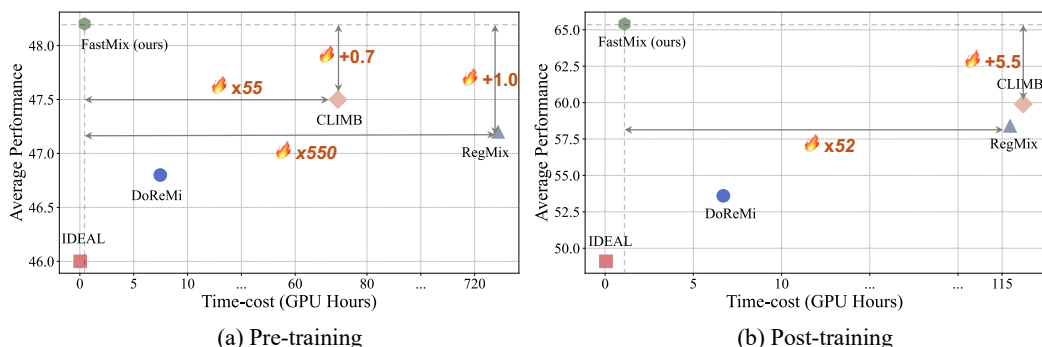 48.0
47.5
47.0
46.5
46.0
Average Performance
FastMix (ours)
+0.7
+1.0
x55
CLIMB
x550
RegMix
DoReMi
IDEAL
0 5 10 ... 60 80 ... 720
Time-cost (GPU Hours)
(a) Pre-training
65.0
62.5
60.0
57.5
55.0
52.5
50.0
Average Performance
FastMix (ours)
+5.5
CLIMB
x52
RegMix
DoReMi
IDEAL
0 5 10 ... ... 115
Time-cost (GPU Hours)
(b) Post-training